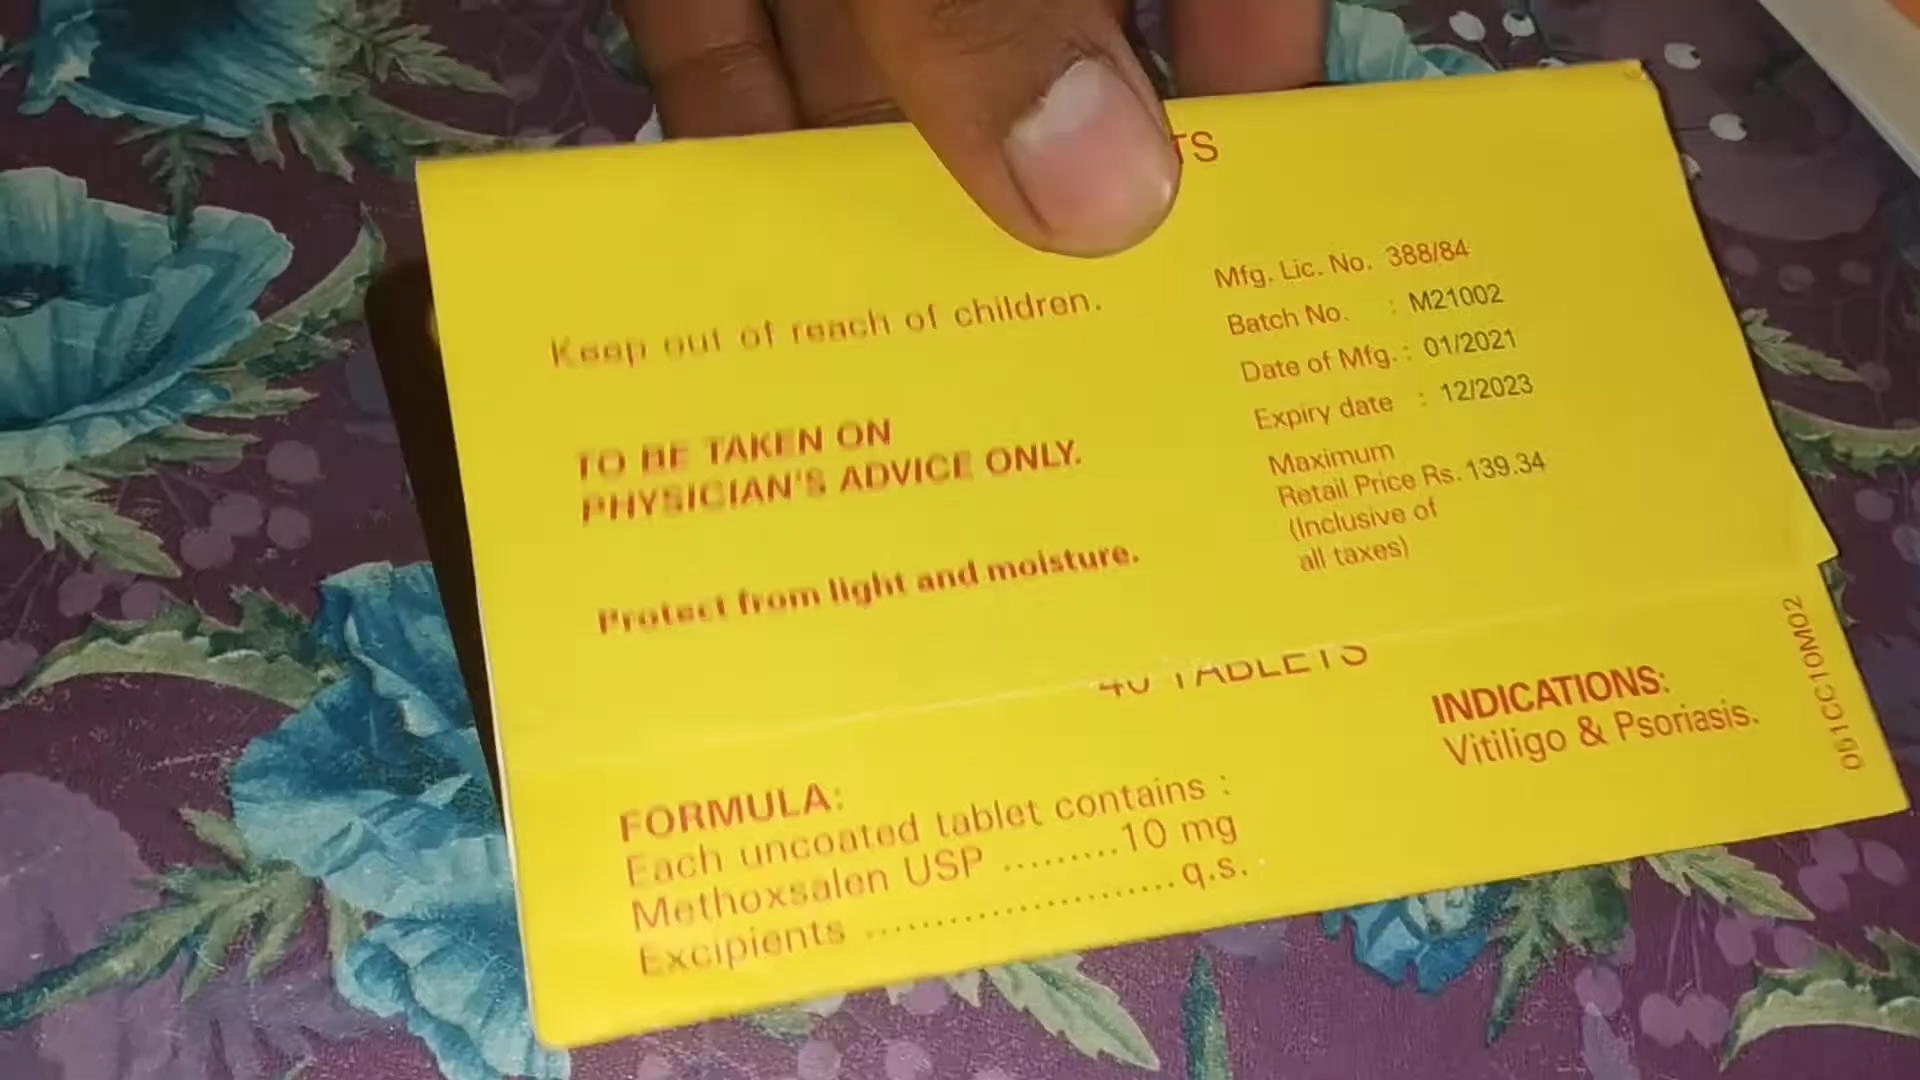 TS
Keep out of reach of children.
TO BE TAKEN ON
PHYSICIAN'S ADVICE ONLY.
Protect from light and moisture.
Mfg. Lic. No. 388/84
Batch No. : M21002
Date of Mfg. : 01/2021
Expiry date : 12/2023
Maximum
Retail Price Rs. 139.34
(Inclusive of
all taxes)
40 TABLETS
FORMULA:
Each uncoated tablet contains :
Methoxsalen USP .........10 mg
Excipients ........................q.s.
INDICATIONS:
Vitiligo & Psoriasis.